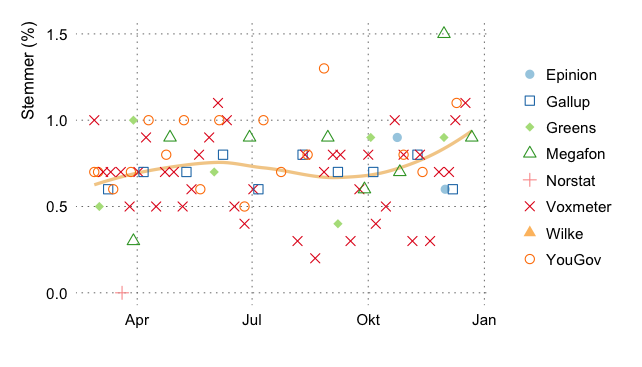 Stemmer (%)
1.5
1.0
0.5
0.0
Apr
Jul
Okt
Jan
Epinion
Gallup
Greens
Megafon
Norstat
Voxmeter
Wilke
YouGov